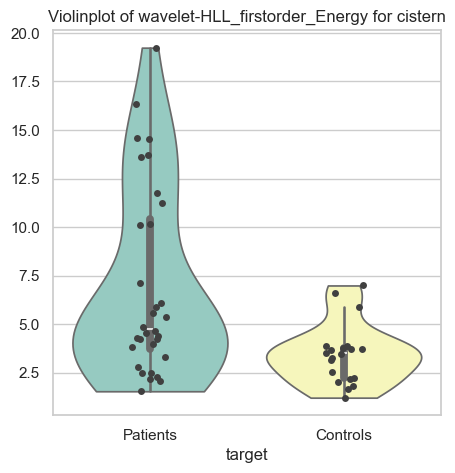 Violinplot of wavelet-HLL_firstorder_Energy for cistern
20.0
17.5
15.0
12.5
10.0
7.5
5.0
2.5
Patients
Controls
target